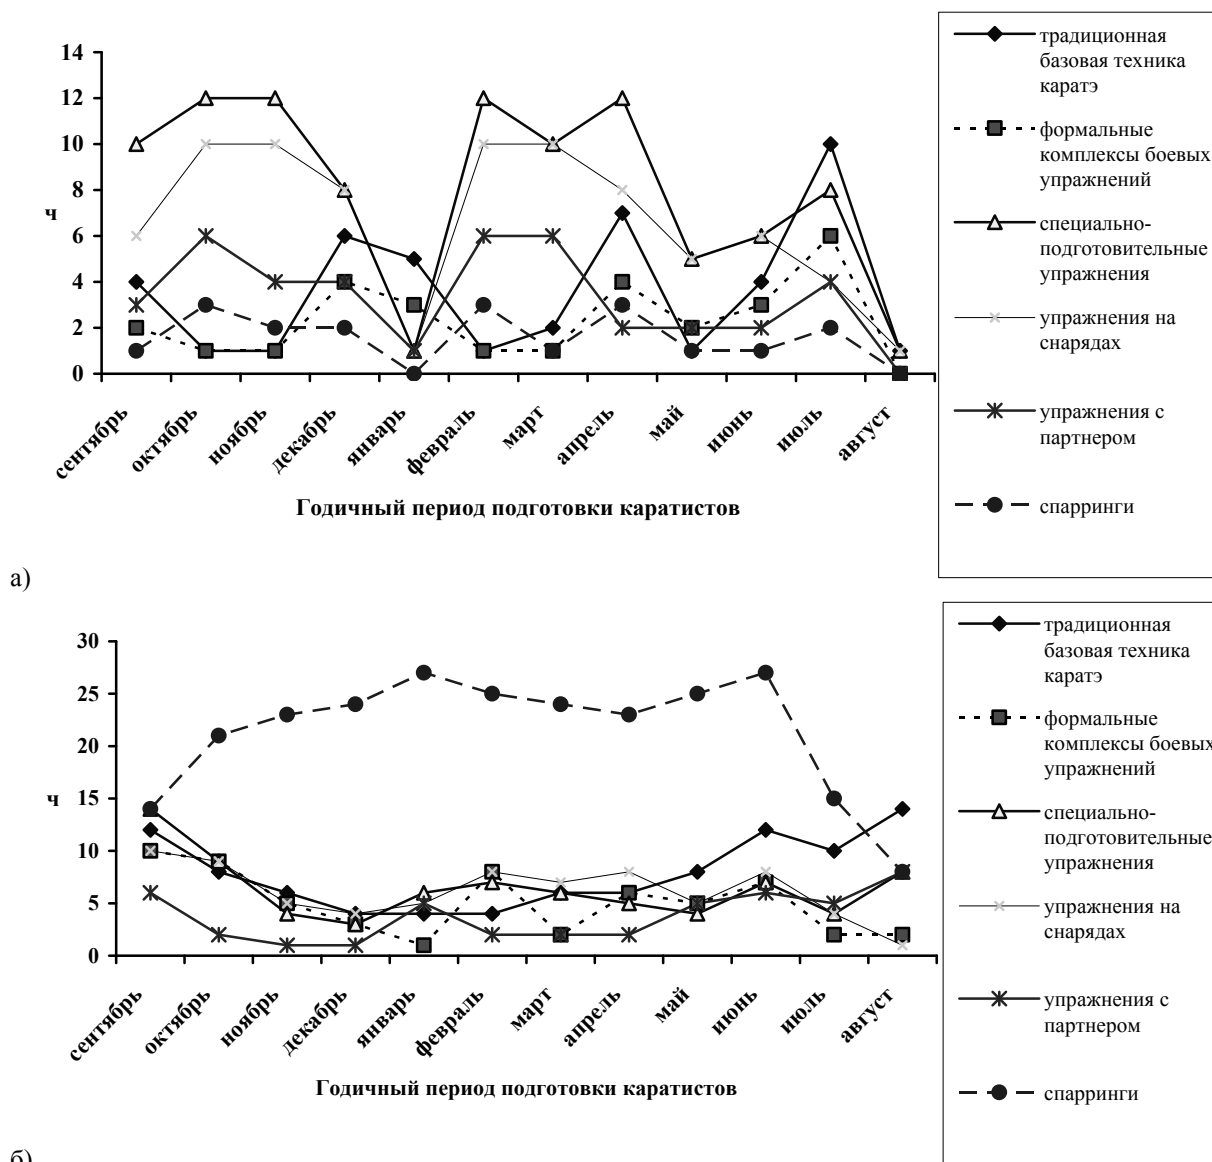 14
12
10
8
6
4
2
0
ч
сентябрь
октябрь
ноябрь
декабрь
январь
февраль
март
апрель
май
июнь
июль
август
Годичный период подготовки каратистов
традиционная
базовая техника
каратэ
формальные
комплексы боевых
упражнений
специально-
подготовительные
упражнения
упражнения на
снарядах
упражнения с
партнером
спарринги
а)
30
25
20
15
10
5
0
ч
сентябрь
октябрь
ноябрь
декабрь
январь
февраль
март
апрель
май
июнь
июль
август
Годичный период подготовки каратистов
традиционная
базовая техника
каратэ
формальные
комплексы боевых
упражнений
специально-
подготовительные
упражнения
упражнения на
снарядах
упражнения с
партнером
спарринги
б)